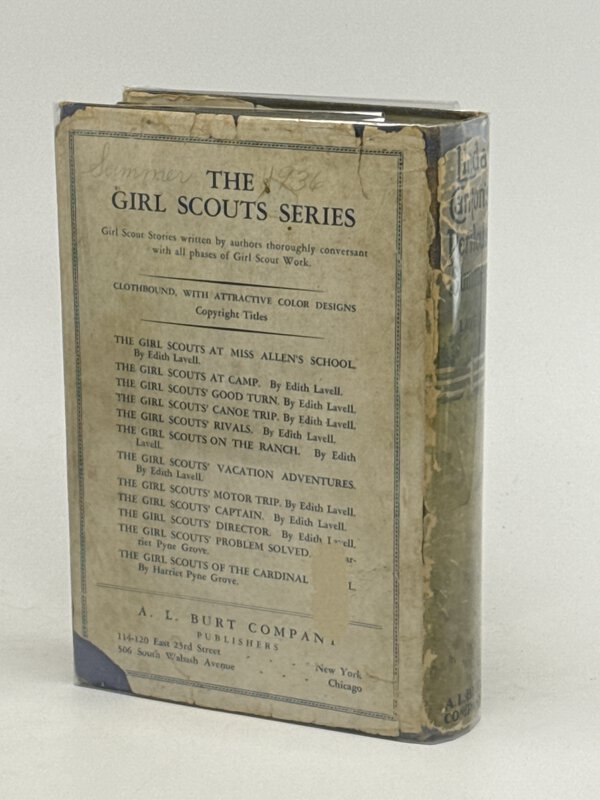 Summer 1936
THE
GIRL SCOUTS SERIES
Girl Scout Stories written by authors thoroughly conversant
with all phases of Girl Scout Work.
CLOTHBOUND, WITH ATTRACTIVE COLOR DESIGNS
Copyright Titles
THE GIRL SCOUTS AT MISS ALLEN'S SCHOOL.
By Edith Lavell.
THE GIRL SCOUTS AT CAMP. By Edith Lavell.
THE GIRL SCOUTS' GOOD TURN. By Edith Lavell.
THE GIRL SCOUTS' CANOE TRIP. By Edith Lavell.
THE GIRL SCOUTS' RIVALS. By Edith Lavell.
THE GIRL SCOUTS ON THE RANCH. By Edith
Lavell.
THE GIRL SCOUTS' VACATION ADVENTURES.
By Edith Lavell.
THE GIRL SCOUTS' MOTOR TRIP. By Edith Lavell.
THE GIRL SCOUTS' CAPTAIN. By Edith Lavell.
THE GIRL SCOUTS' DIRECTOR. By Edith L vell.
THE GIRL SCOUTS' PROBLEM SOLVED ar-
riet Pyne Grove.
THE GIRL SCOUTS OF THE CARDINAL L.
By Harriet Pyne Grove.
A. L. BURT COMPAN
PUBLISHERS
114-120 East 23rd Street New York
506 South Wabash Avenue Chicago
Linda
A.L.BU
COMP